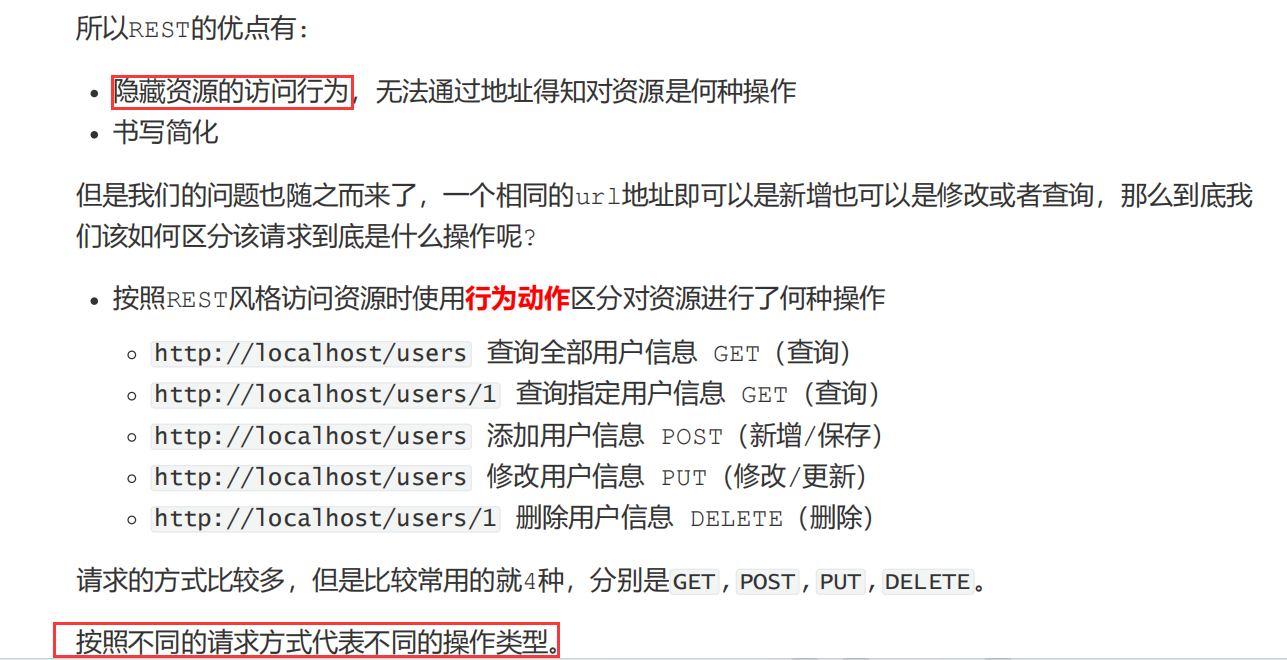 所以REST的优点有：
隐藏资源的访问行为，无法通过地址得知对资源是何种操作
书写简化
但是我们的问题也随之而来了，一个相同的url地址即可以是新增也可以是修改或者查询，那么到底我
们该如何区分该请求到底是什么操作呢?
按照REST风格访问资源时使用行为动作区分对资源进行了何种操作
http://localhost/users 查询全部用户信息 GET（查询）
http://localhost/users/1 查询指定用户信息 GET（查询）
http://localhost/users 添加用户信息 POST（新增/保存）
http://localhost/users 修改用户信息 PUT（修改/更新）
http://localhost/users/1 删除用户信息 DELETE（删除）
请求的方式比较多，但是比较常用的就4种，分别是GET,POST,PUT,DELETE。
按照不同的请求方式代表不同的操作类型。